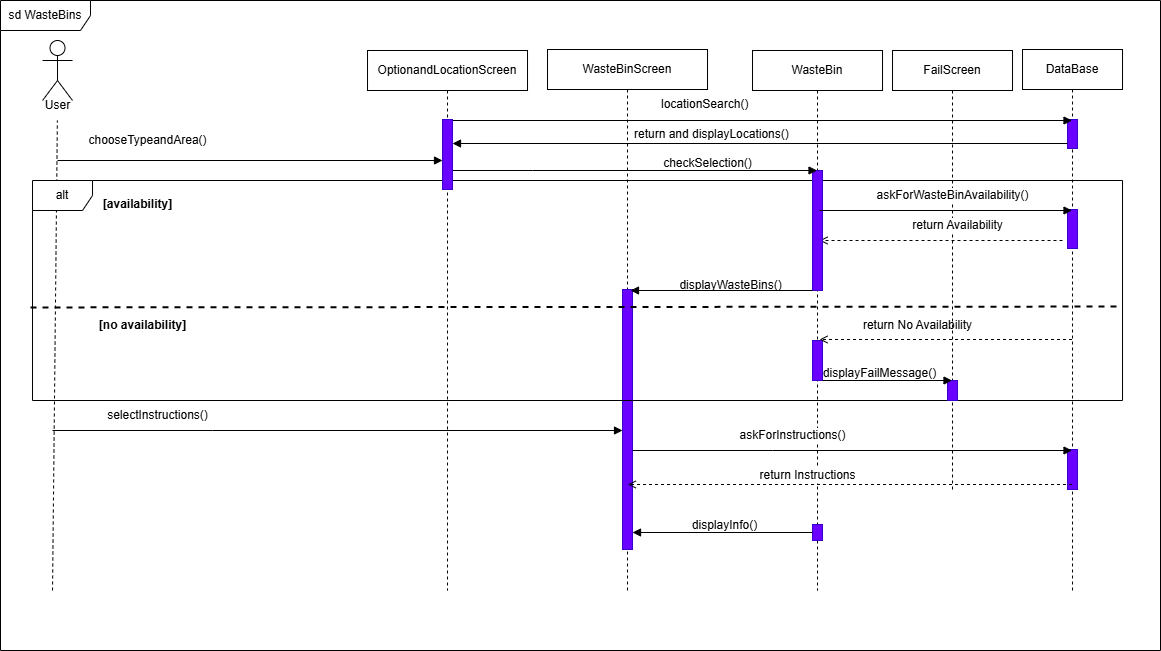 sd WasteBins
User
OptionandLocationScreen
WasteBinScreen
WasteBin
FailScreen
DataBase
locationSearch()
return and displayLocations()
chooseTypeandArea()
checkSelection()
alt
[availability]
askForWasteBinAvailability()
return Availability
displayWasteBins()
[no availability]
return No Availability
displayFailMessage()
selectInstructions()
askForInstructions()
return Instructions
displayInfo()